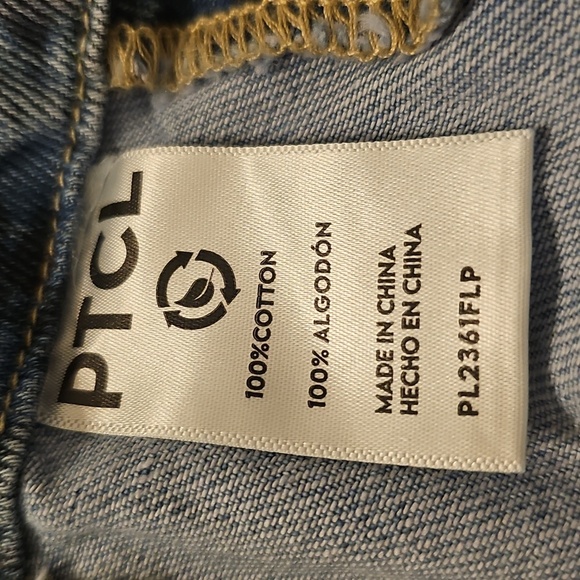 PTCL
100%COTTON
100% ALGODÓN
MADE IN CHINA
HECHO EN CHINA
PL2361FLP